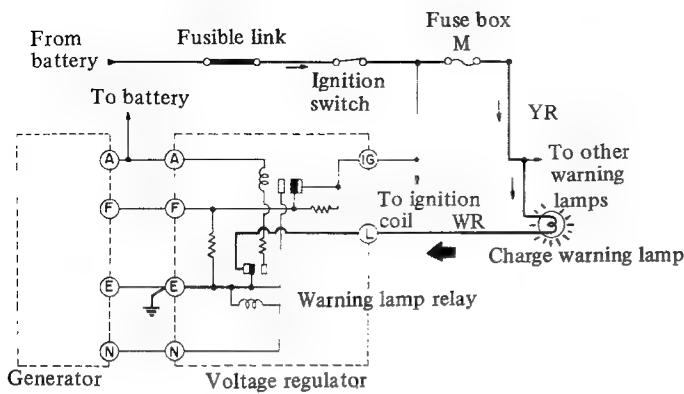 From
battery
Fusible link
Ignition
switch
Fuse box
M
To battery
YR
To other
warning
lamps
A
A
IG
F
F
To ignition
coil
WR
L
Charge warning lamp
E
E
Warning lamp relay
N
N
Generator
Voltage regulator